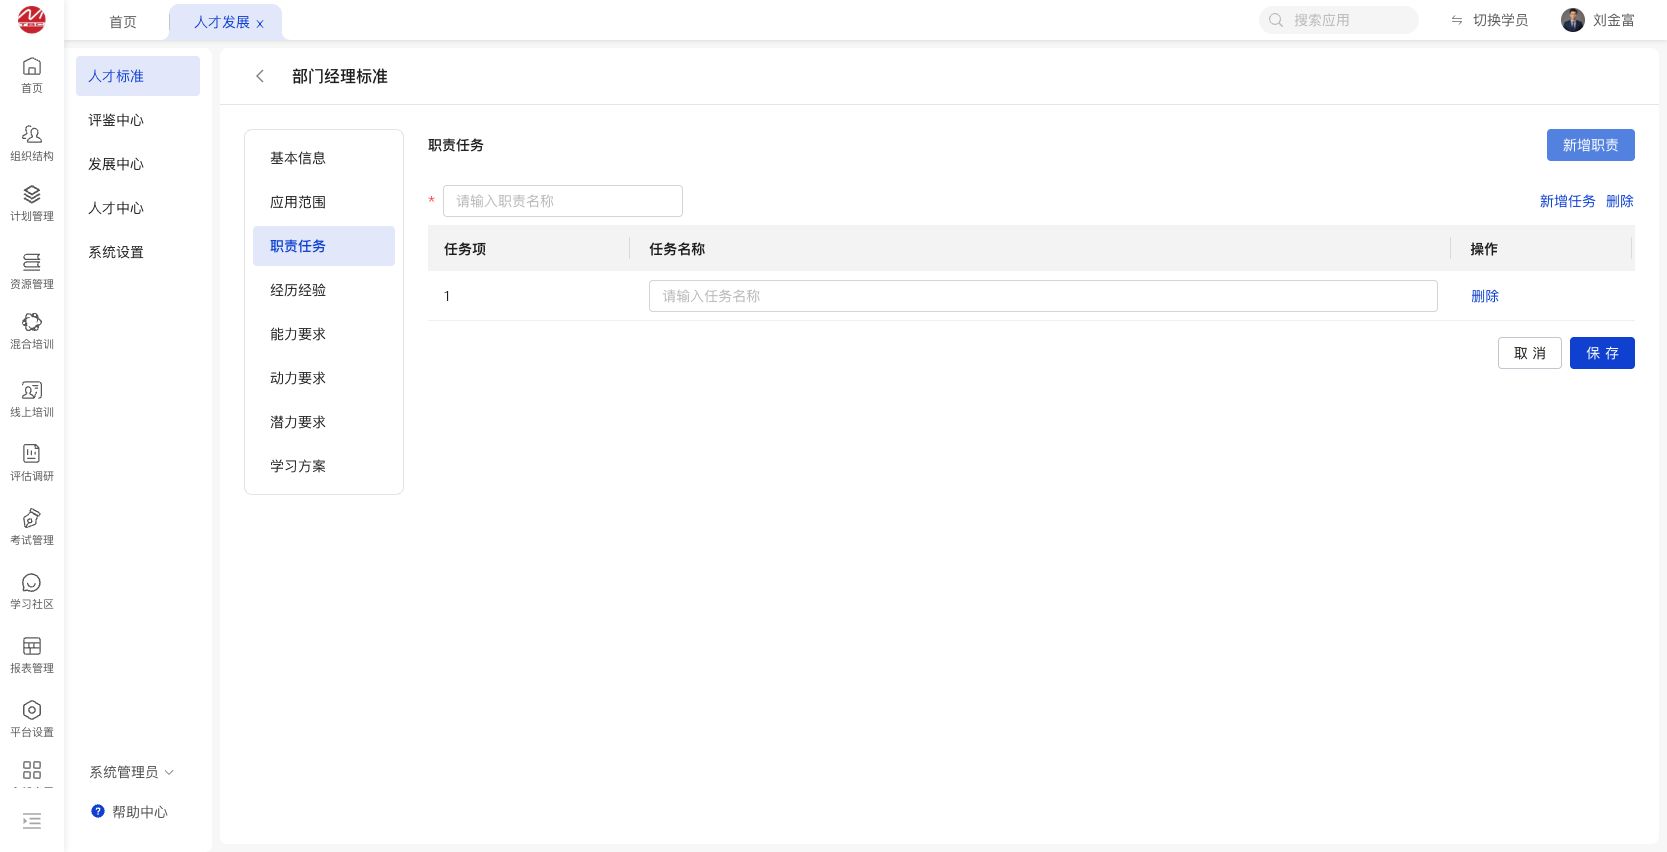 首页
人才发展 x
搜索应用
切换学员
刘金富
首页
组织结构
计划管理
资源管理
混合培训
线上培训
评估调研
考试管理
学习社区
报表管理
平台设置
人才标准
评鉴中心
发展中心
人才中心
系统设置
系统管理员
帮助中心
部门经理标准
基本信息
应用范围
职责任务
经历经验
能力要求
动力要求
潜力要求
学习方案
职责任务
新增职责
* 请输入职责名称
新增任务 删除
任务项 任务名称 操作
1 请输入任务名称 删除
取消 保存